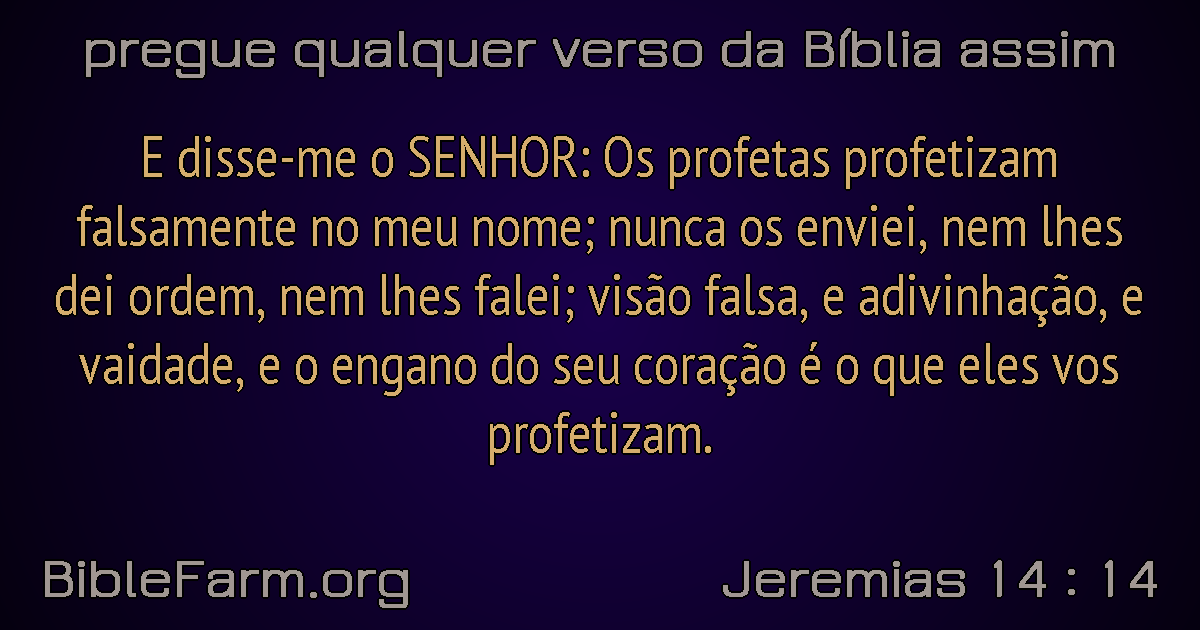 pregue qualquer verso da Bíblia assim
E disse-me o SENHOR: Os profetas profetizam
falsamente no meu nome; nunca os enviei, nem lhes
dei ordem, nem lhes falei; visão falsa, e adivinhação, e
vaidade, e o engano do seu coração é o que eles vos
profetizam.
BibleFarm.org
Jeremias 14 : 14